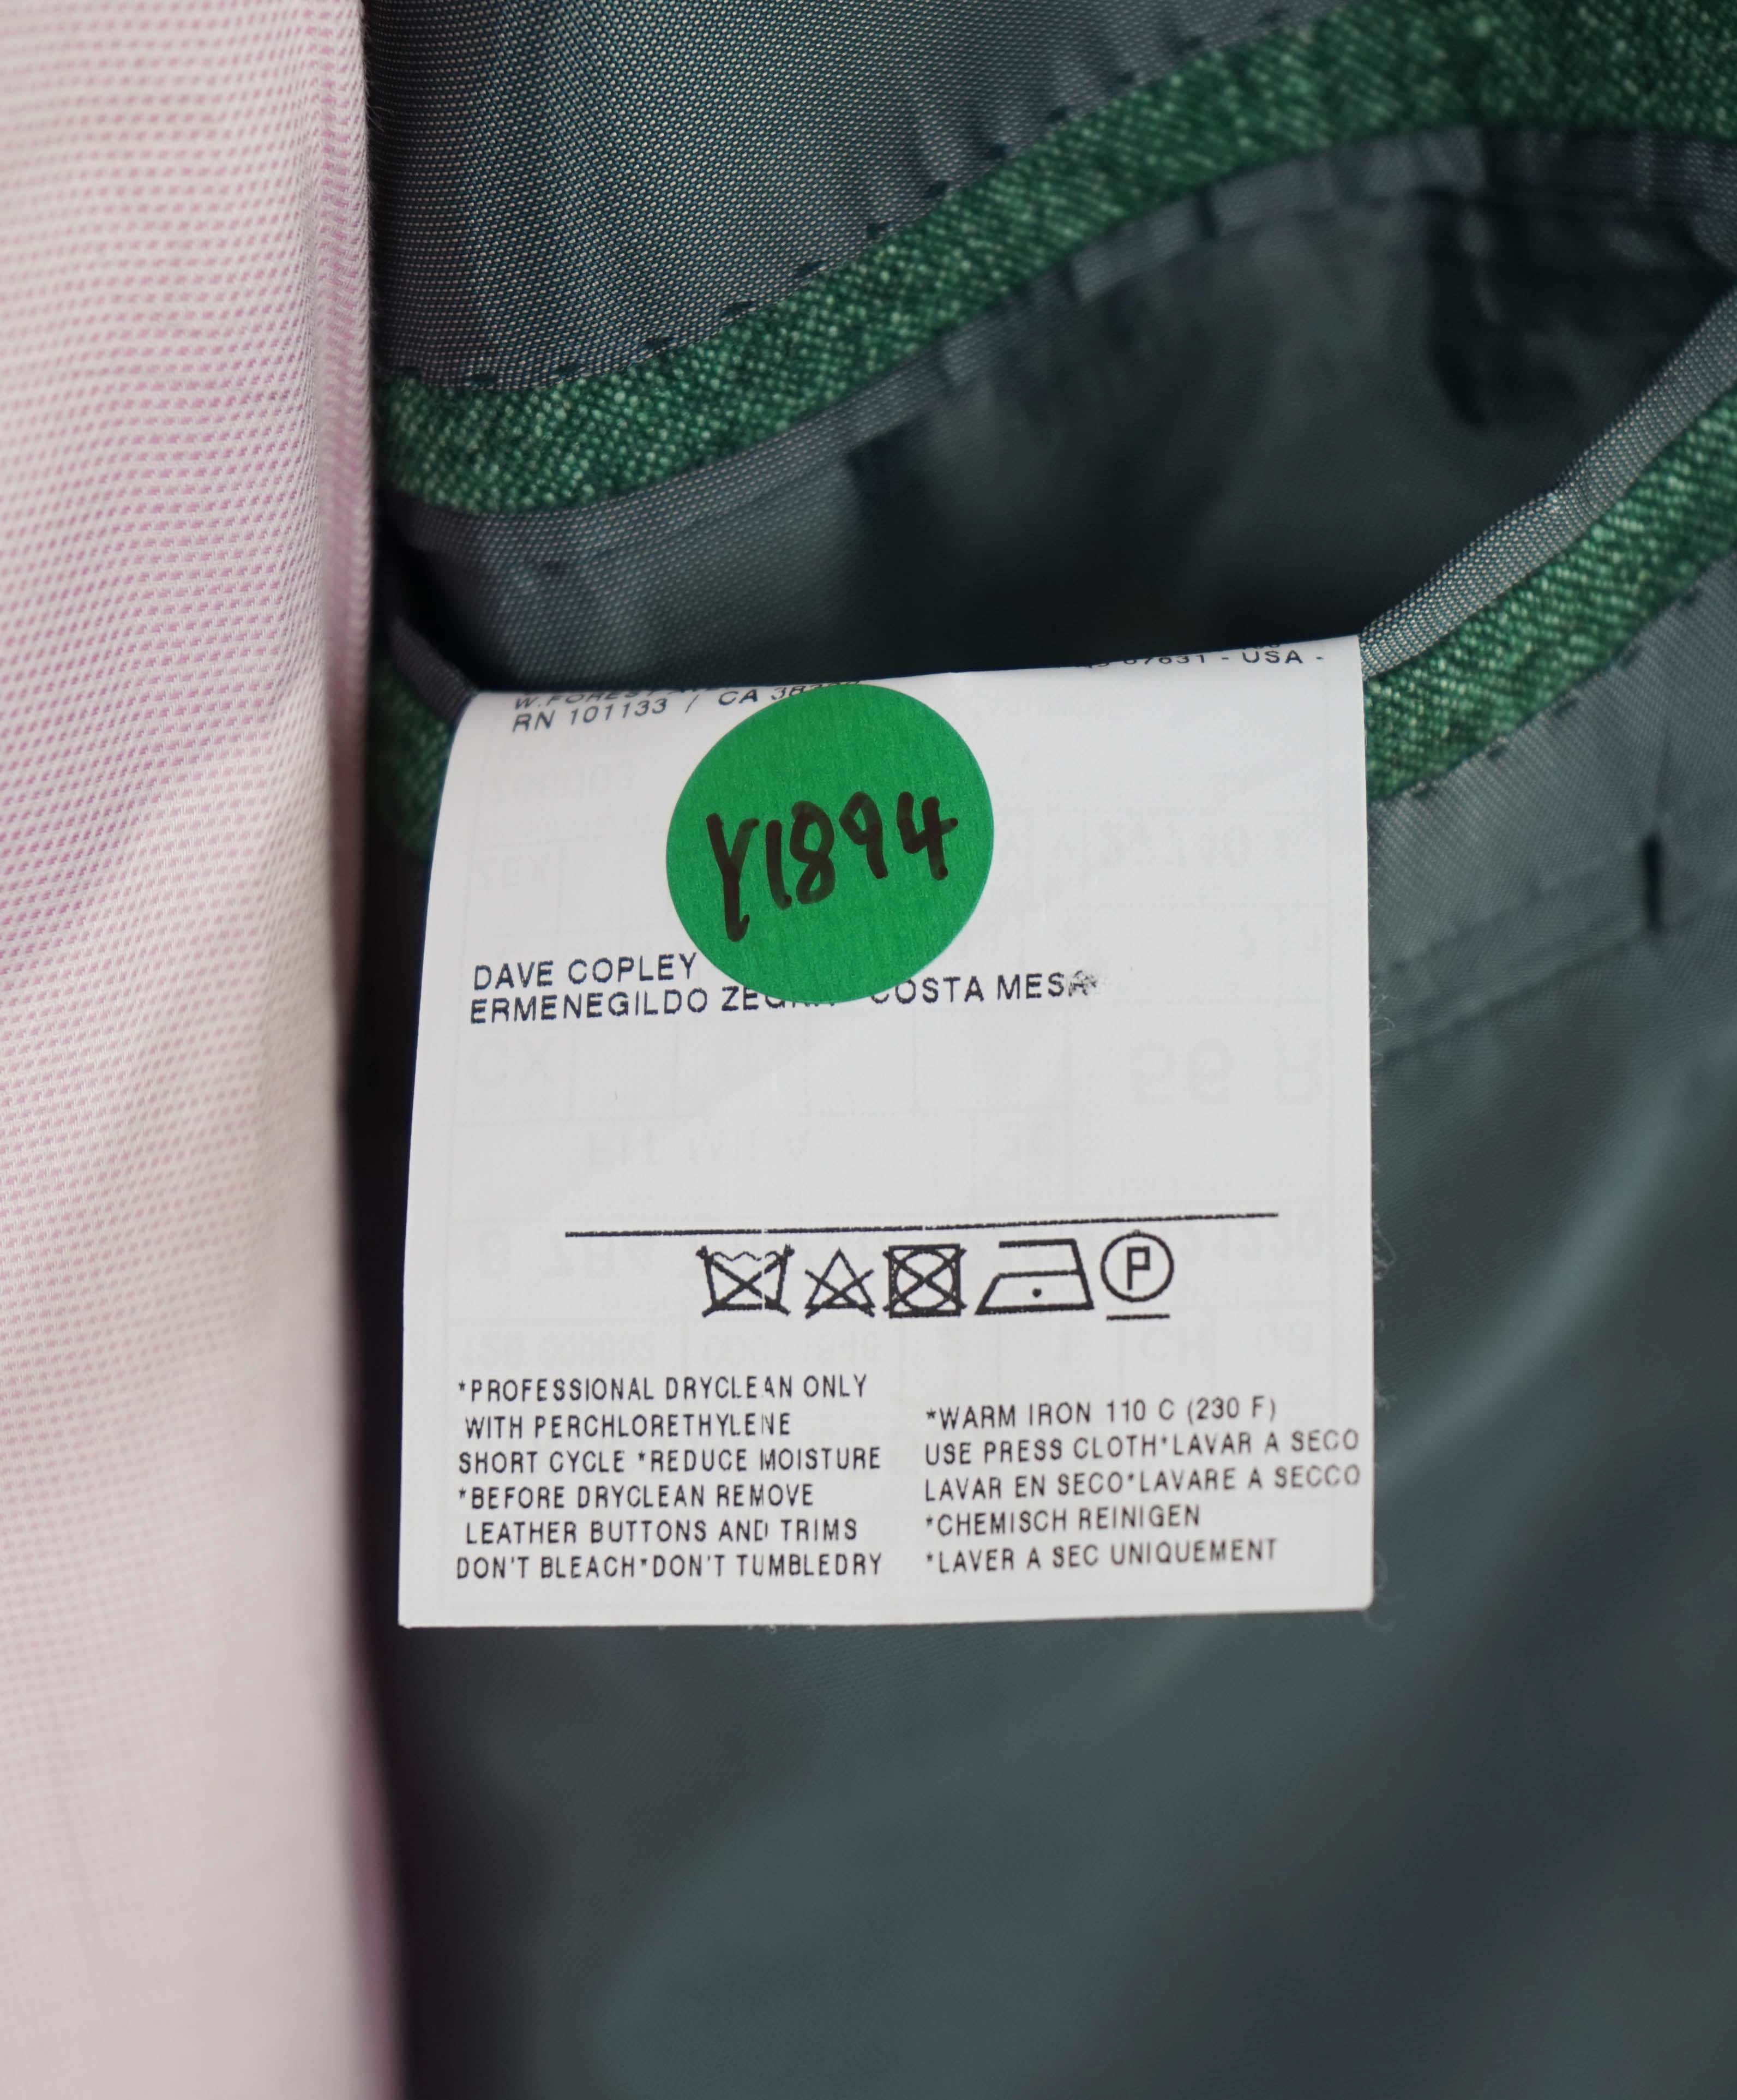 RN 101133 / CA
- USA -
Y1894
DAVE COPLEY
ERMENEGILDO COSTA MESA
P
*PROFESSIONAL DRYCLEAN ONLY
WITH PERCHLORETHYLENE
SHORT CYCLE *REDUCE MOISTURE
*BEFORE DRYCLEAN REMOVE
LEATHER BUTTONS AND TRIMS
DON'T BLEACH*DON'T TUMBLEDRY
*WARM IRON 110 C (230 F)
USE PRESS CLOTH*LAVAR A SECO
LAVAR EN SECO*LAVARE A SECCO
*CHEMISCH REINIGEN
*LAVER A SEC UNIQUEMENT